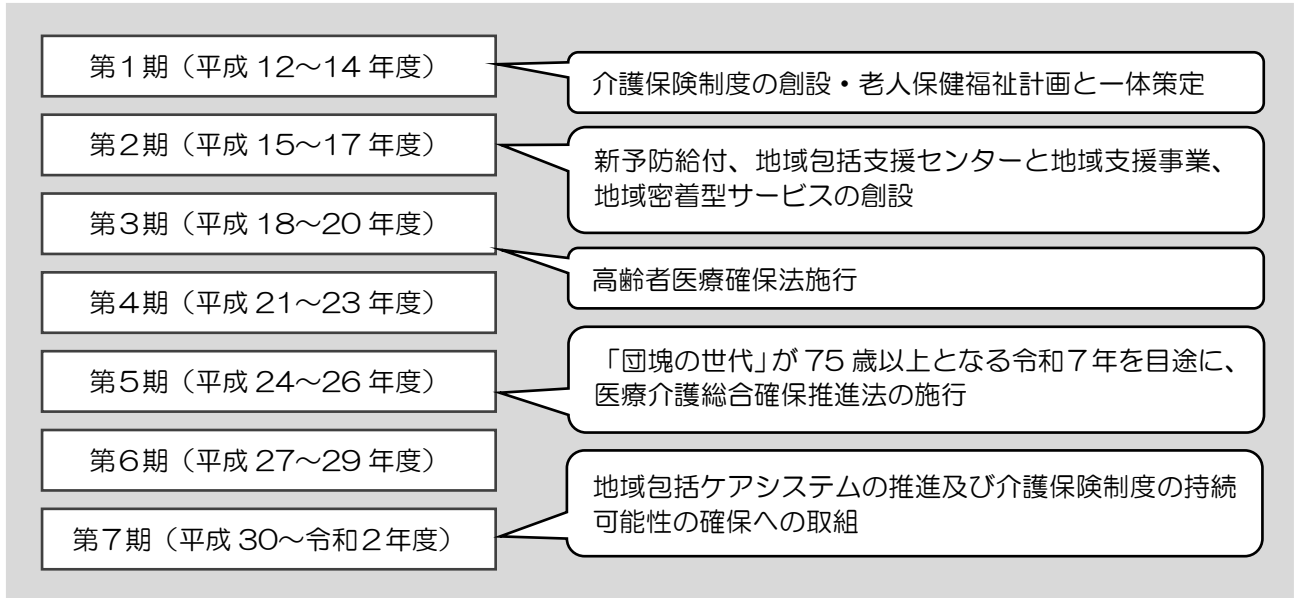 第1期（平成 12～14 年度）
介護保険制度の創設・老人保健福祉計画と一体策定
第2期（平成 15～17 年度）
新予防給付、地域包括支援センターと地域支援事業、
地域密着型サービスの創設
第3期（平成 18～20 年度）
高齢者医療確保法施行
第4期（平成 21～23 年度）
第5期（平成 24～26 年度）
「団塊の世代」が 75 歳以上となる令和７年を目途に、
医療介護総合確保推進法の施行
第6期（平成 27～29 年度）
第7期（平成 30～令和２年度）
地域包括ケアシステムの推進及び介護保険制度の持続
可能性の確保への取組